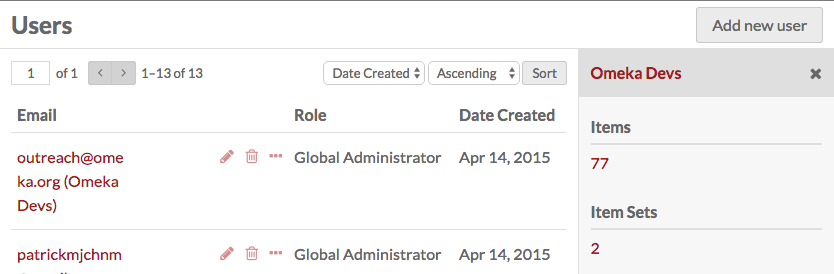 Users
Add new user
1 of 1 1–13 of 13 Date Created Ascending Sort
Email Role Date Created
outreach@ome
ka.org (Omeka
Devs)
Global Administrator Apr 14, 2015
patrickmjchnm
Global Administrator Apr 14, 2015
Omeka Devs
Items
77
Item Sets
2